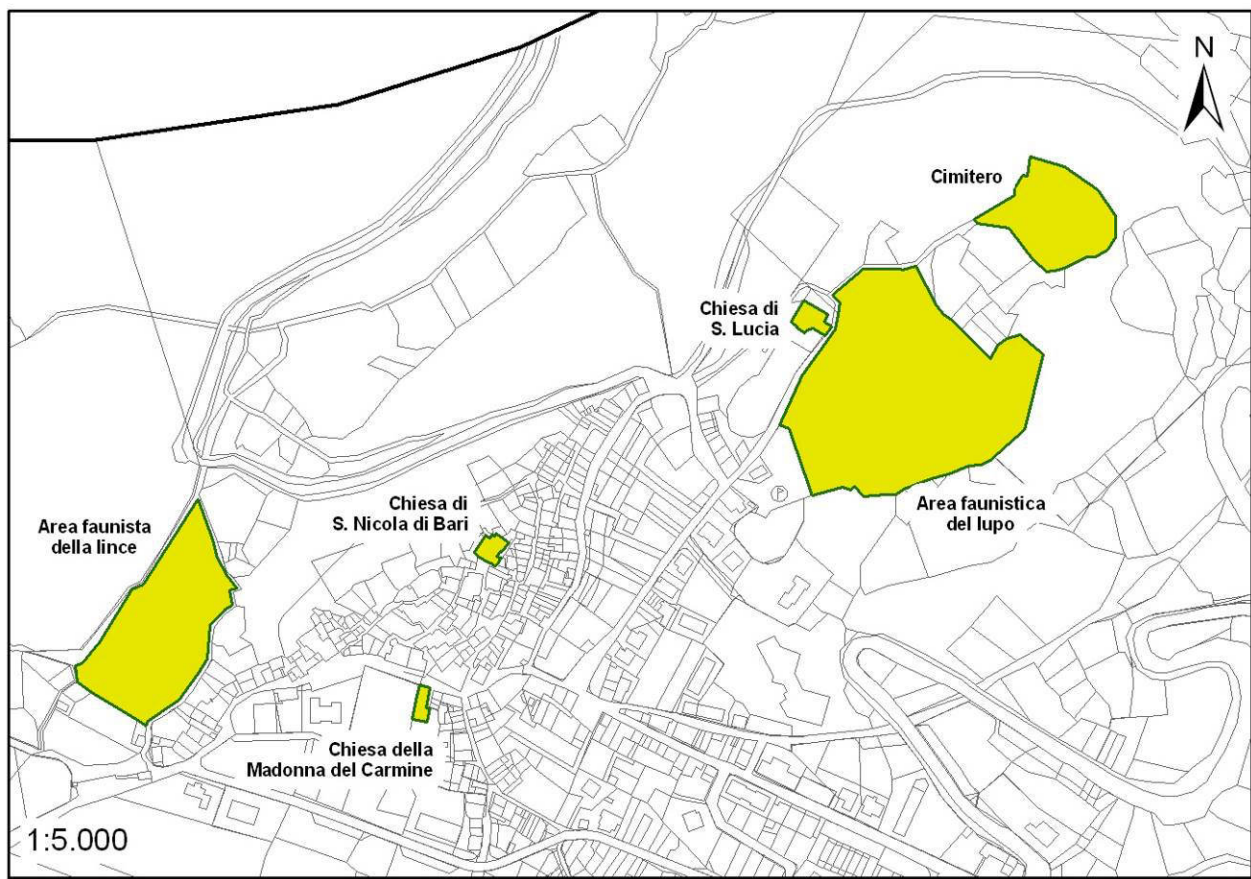 N
Cimitero
Chiesa di
S. Lucia
Area faunistica
del lupo
Chiesa di
S. Nicola di Bari
Area faunista
della lince
Chiesa della
Madonna del Carmine
1:5.000